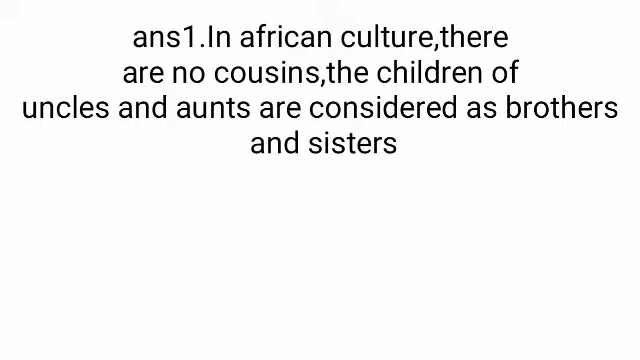 ans1.In african culture,there
are no cousins,the children of
uncles and aunts are considered as brothers
and sisters